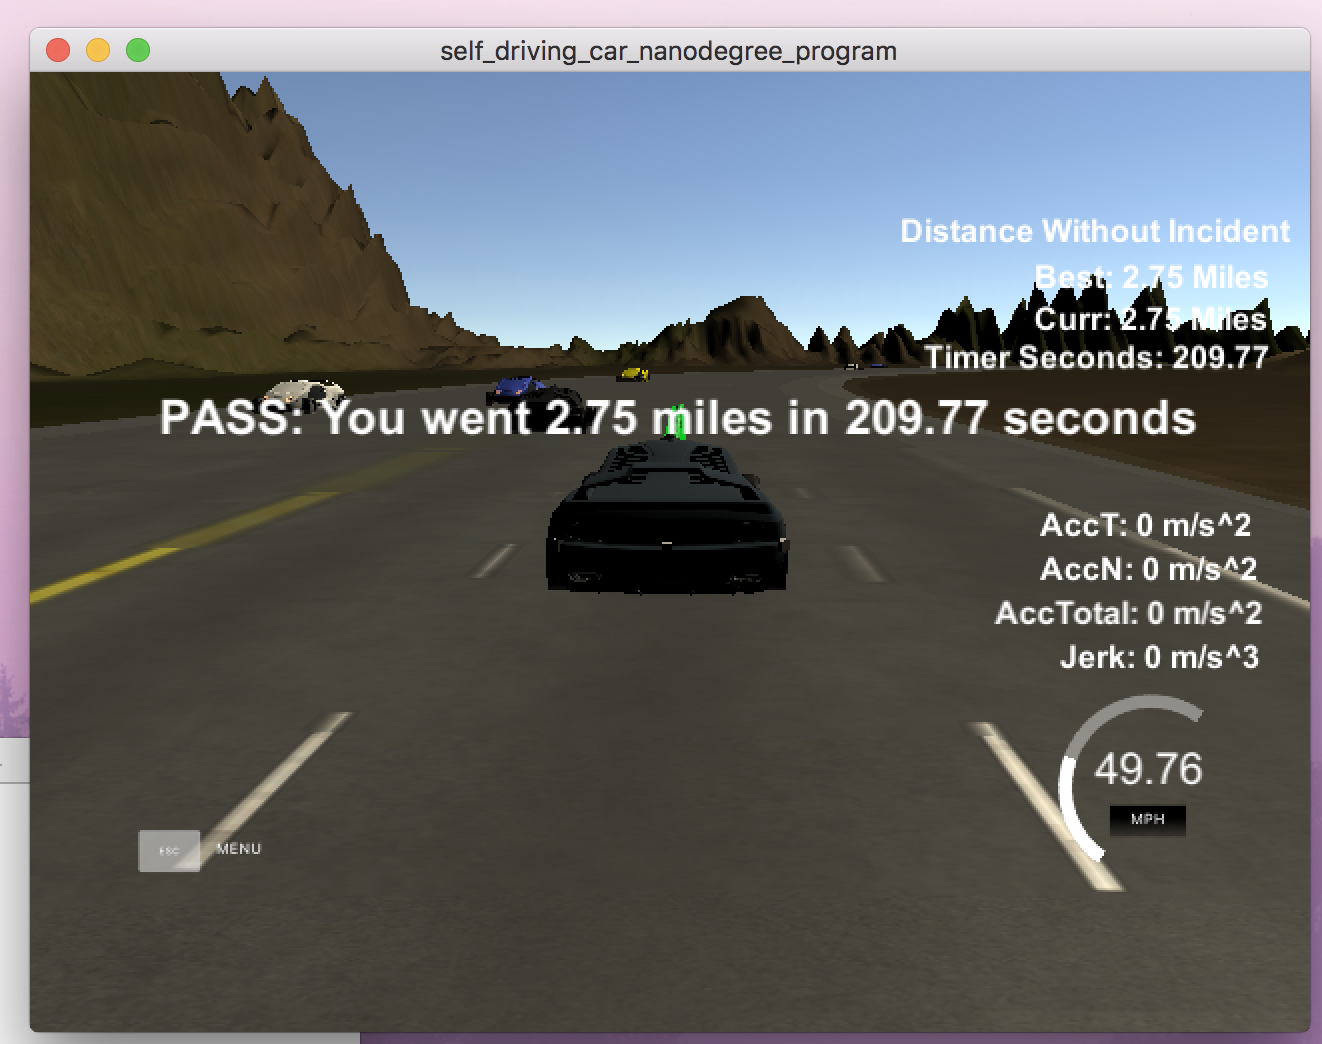 self_driving_car_nanodegree_program
Distance Without Incident
Best: 2.75 Miles
Curr: 2.75 Miles
Timer Seconds: 209.77
PASS: You went 2.75 miles in 209.77 seconds
AccT: 0 m/s^2
AccN: 0 m/s^2
AccTotal: 0 m/s^2
Jerk: 0 m/s^3
49.76
MPH
ESC MENU